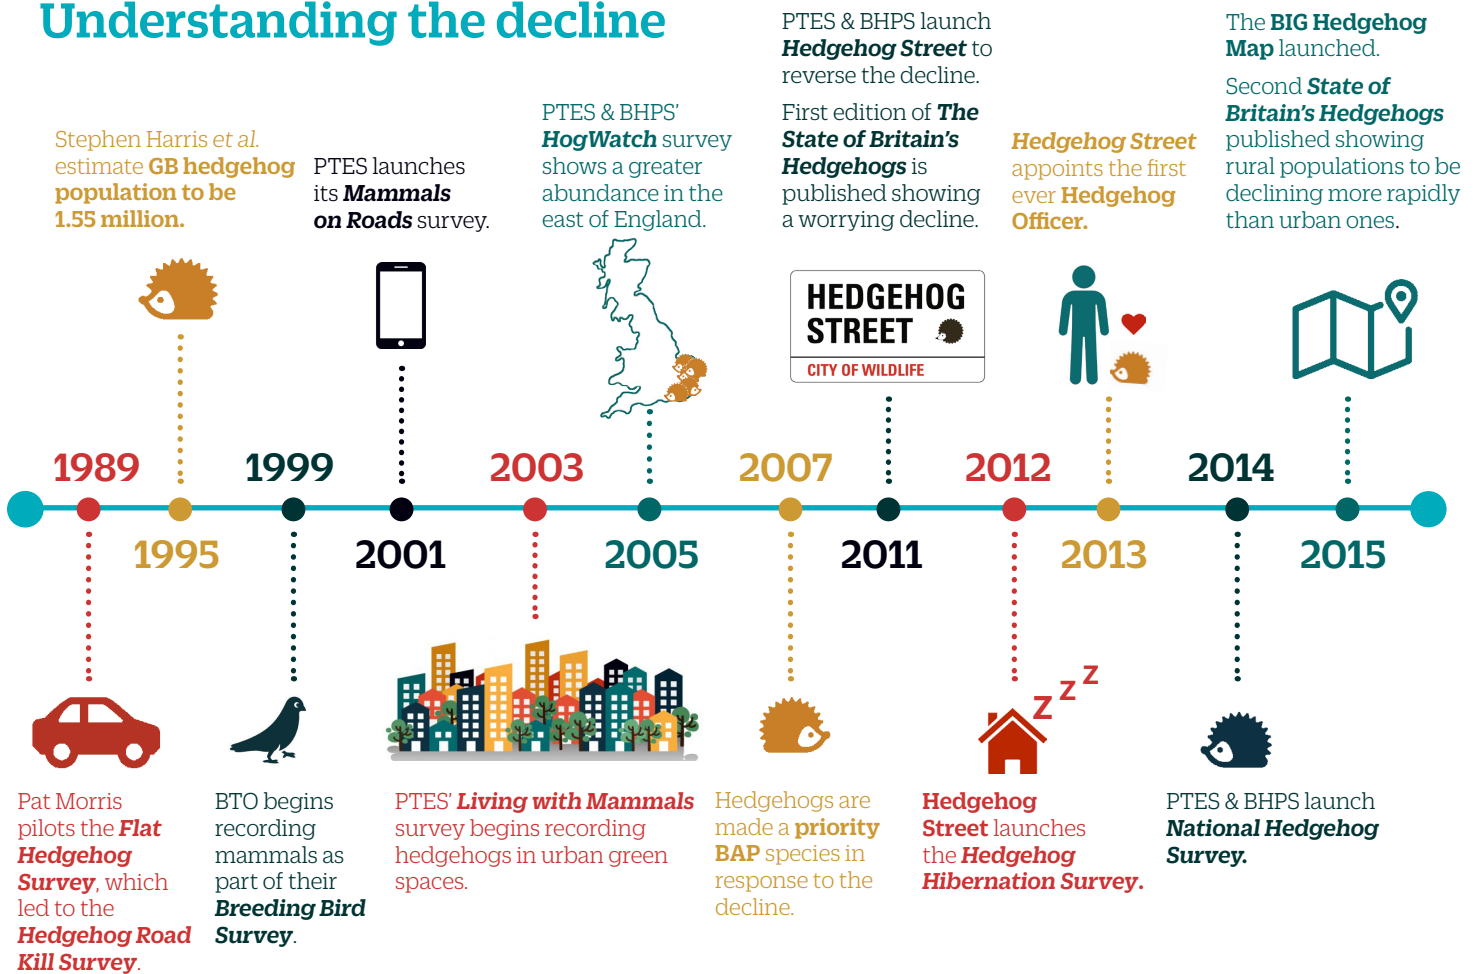 Understanding the decline
Stephen Harris et al.
estimate GB hedgehog
population to be
1.55 million.
PTES launches
its Mammals
on Roads survey.
PTES & BHPS’
HogWatch survey
shows a greater
abundance in the
east of England.
PTES & BHPS launch
Hedgehog Street to
reverse the decline.
First edition of The
State of Britain’s
Hedgehogs is
published showing
a worrying decline.
Hedgehog Street
appoints the first
ever Hedgehog
Officer.
The BIG Hedgehog
Map launched.
Second State of
Britain’s Hedgehogs
published showing
rural populations to be
declining more rapidly
than urban ones.
HEDGEHOG
STREET
CITY OF WILDLIFE
1989
1999
2003
2007
2012
2014
1995
2001
2005
2011
2013
2015
z z z
Pat Morris
pilots the Flat
Hedgehog
Survey, which
led to the
Hedgehog Road
Kill Survey.
BTO begins
recording
mammals as
part of their
Breeding Bird
Survey.
PTES’ Living with Mammals
survey begins recording
hedgehogs in urban green
spaces.
Hedgehogs are
made a priority
BAP species in
response to the
decline.
Hedgehog
Street launches
the Hedgehog
Hibernation Survey.
PTES & BHPS launch
National Hedgehog
Survey.